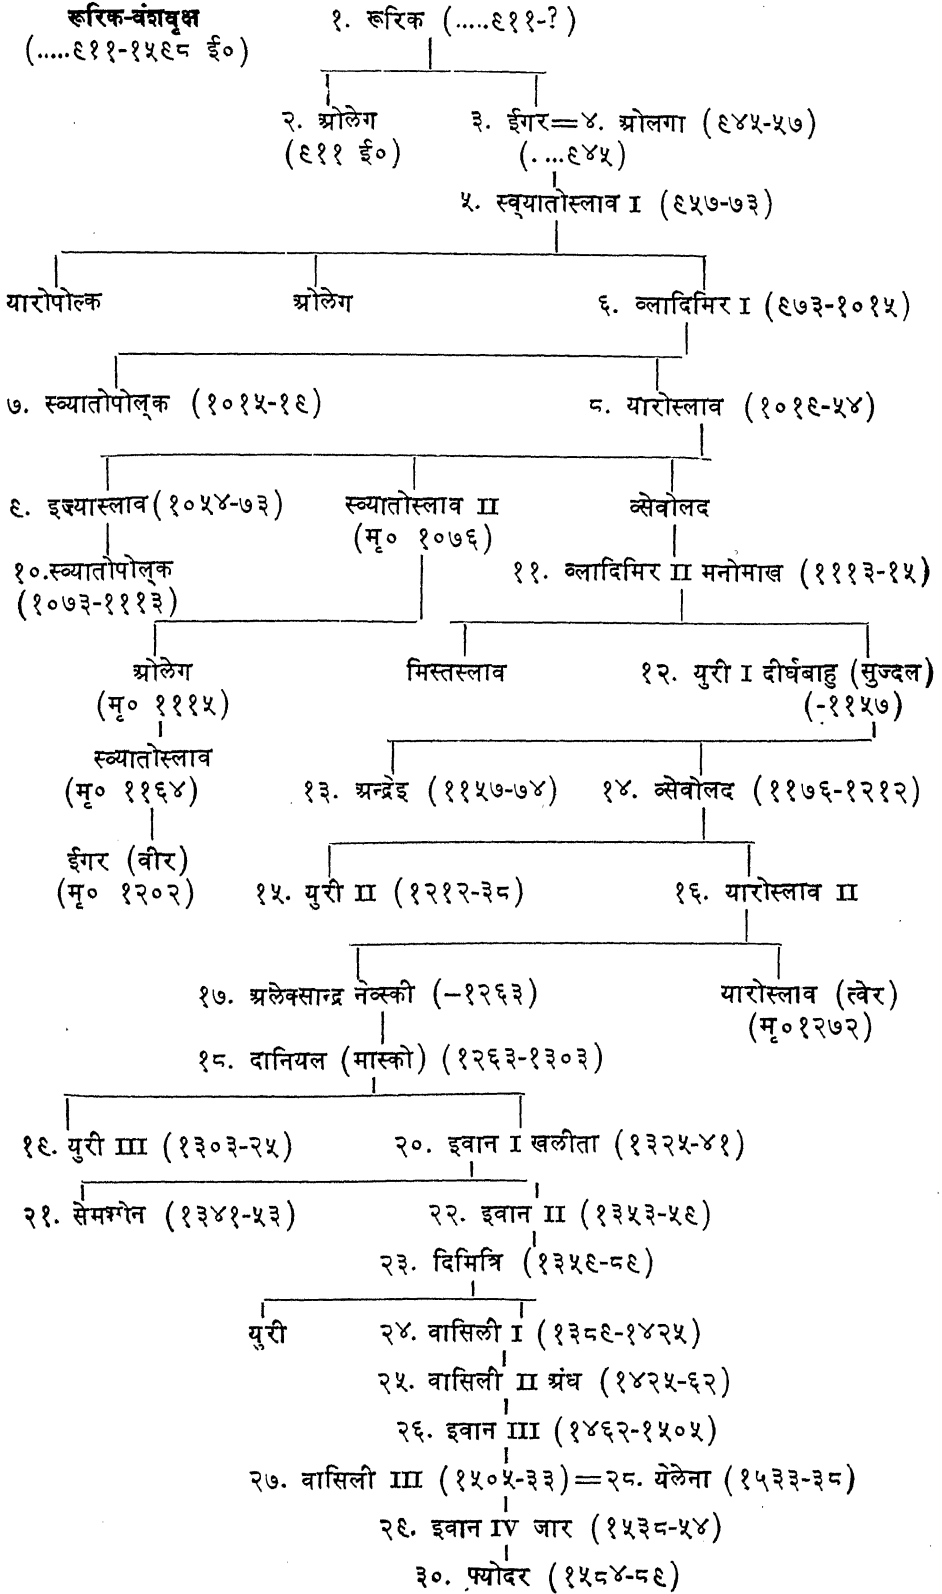 रूरिक-वंशवृक्ष
(.....९११-१५९८ ई०)
१. रूरिक (.....९११-?)
२. ओलेग
३. ईगर=४. ओलगा (९४५-५७)
(९११ ई०)
(....९४५)
५. स्व्यातोस्लाव I (९५७-७३)
यारोपोल्क
ओलेग
६. व्लादिमिर I (९७३-१०१५)
७. स्व्यातोपोल्क (१०१५-१९)
८. यारोस्लाव (१०१९-५४)
९. इज्यास्लाव(१०५४-७३)
स्व्यातोस्लाव II
व्सेवोलद
(मृ० १०७६)
१०.स्व्यातोपोल्क
११. व्लादिमिर II मनोमाख (१११३-१५)
(१०७३-१११३)
ओलेग
मिस्तस्लाव
१२. युरी I दीर्घबाहु (सुज्दल)
(मृ० १११५)
(-११५७)
स्व्यातोस्लाव
(मृ० ११६४)
१३. अन्द्रेइ (११५७-७४)
१४. व्सेवोलद (११७६-१२१२)
ईगर (वीर)
(मृ० १२०२)
१५. युरी II (१२१२-३८)
१६. यारोस्लाव II
१७. अलेक्सान्द्र नेव्स्की (-१२६३)
यारोस्लाव (त्वेर)
(मृ०१२७२)
१८. दानियल (मास्को) (१२६३-१३०३)
१९. युरी III (१३०३-२५)
२०. इवान I खलीता (१३२५-४१)
२१. सेमश्गेन (१३४१-५३)
२२. इवान II (१३५३-५९)
२३. दिमित्रि (१३५९-८९)
युरी
२४. वासिली I (१३८९-१४२५)
२५. वासिली II अंध (१४२५-६२)
२६. इवान III (१४६२-१५०५)
२७. वासिली III (१५०५-३३)=२८. येलेना (१५३३-३८)
२९. इवान IV जार (१५३८-५४)
३०. फ्योदर (१५८४-८९)